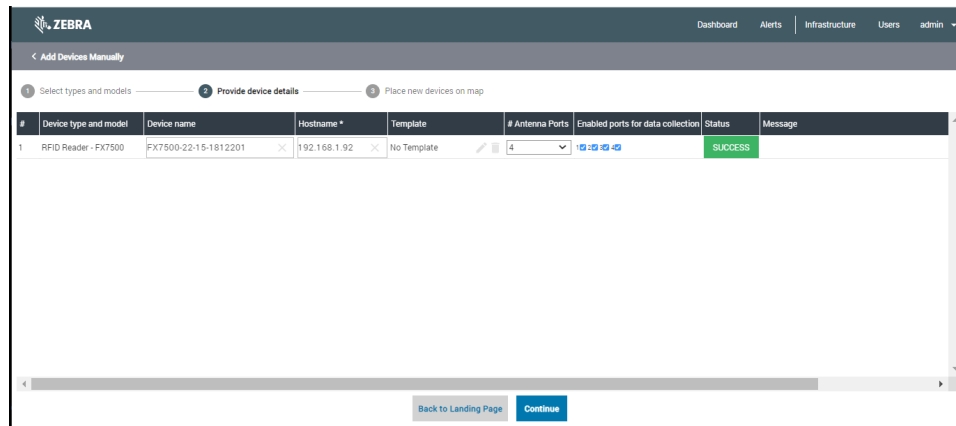 ZEBRA Dashboard Alerts Infrastructure Users admin
< Add Devices Manually
1 Select types and models 2 Provide device details 3 Place new devices on map
# Device type and model Device name Hostname * Template # Antenna Ports Enabled ports for data collection Status Message
1 RFID Reader - FX7500 FX7500-22-15-1812201 192.168.1.92 No Template 4 1 2 3 4 SUCCESS
Back to Landing Page Continue